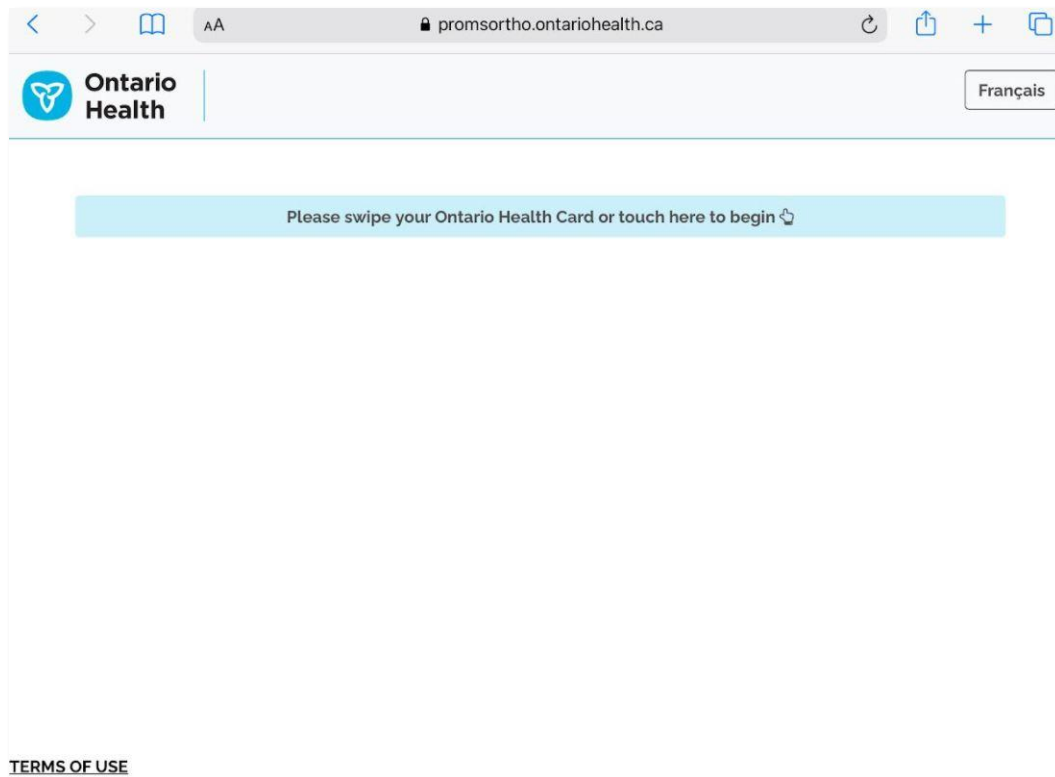 AA
promsortho.ontariohealth.ca
Ontario
Health
Français
Please swipe your Ontario Health Card or touch here to begin
TERMS OF USE